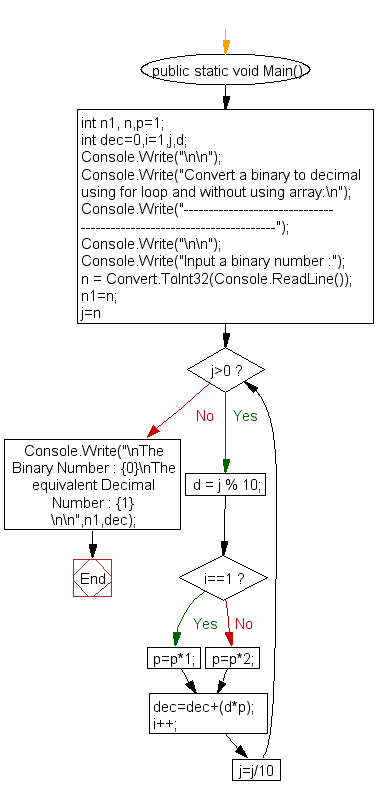 public static void Main()
int n1, n,p=1;
int dec=0,i=1,j,d;
Console.Write("\n\n");
Console.Write("Convert a binary to decimal
using for loop and without using array:\n");
Console.Write("------------------------------
---------------------------------------");
Console.Write("\n\n");
Console.Write("Input a binary number :");
n = Convert.ToInt32(Console.ReadLine());
n1=n;
j=n
j>0 ?
No
Yes
Console.Write("\nThe
Binary Number : {0}\nThe
equivalent Decimal
Number : {1}
\n\n",n1,dec);
d = j % 10;
End
i==1 ?
Yes
No
p=p*1;
p=p*2;
dec=dec+(d*p);
i++;
j=j/10